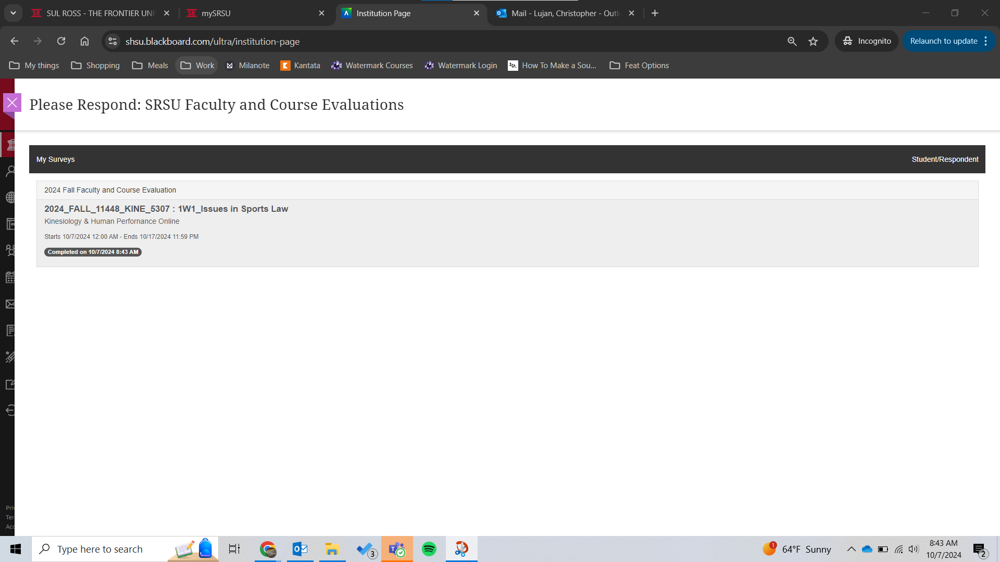 SUL ROSS - THE FRONTIER UNI
mySRSU
Institution Page
Mail - Lujan, Christopher - Outlo
shsu.blackboard.com/ultra/institution-page
Incognito
Relaunch to update
My things
Shopping
Meals
Work
Milanote
Kantata
Watermark Courses
Watermark Login
How To Make a Sou...
Feat Options
Please Respond: SRSU Faculty and Course Evaluations
My Surveys
Student/Respondent
2024 Fall Faculty and Course Evaluation
2024_FALL_11448_KINE_5307 : 1W1_Issues in Sports Law
Kinesiology & Human Perfornance Online
Starts 10/7/2024 12:00 AM - Ends 10/17/2024 11:59 PM
Completed on 10/7/2024 8:43 AM
Pri
Ter
Acc
Type here to search
3
1
64°F Sunny
8:43 AM
10/7/2024
2